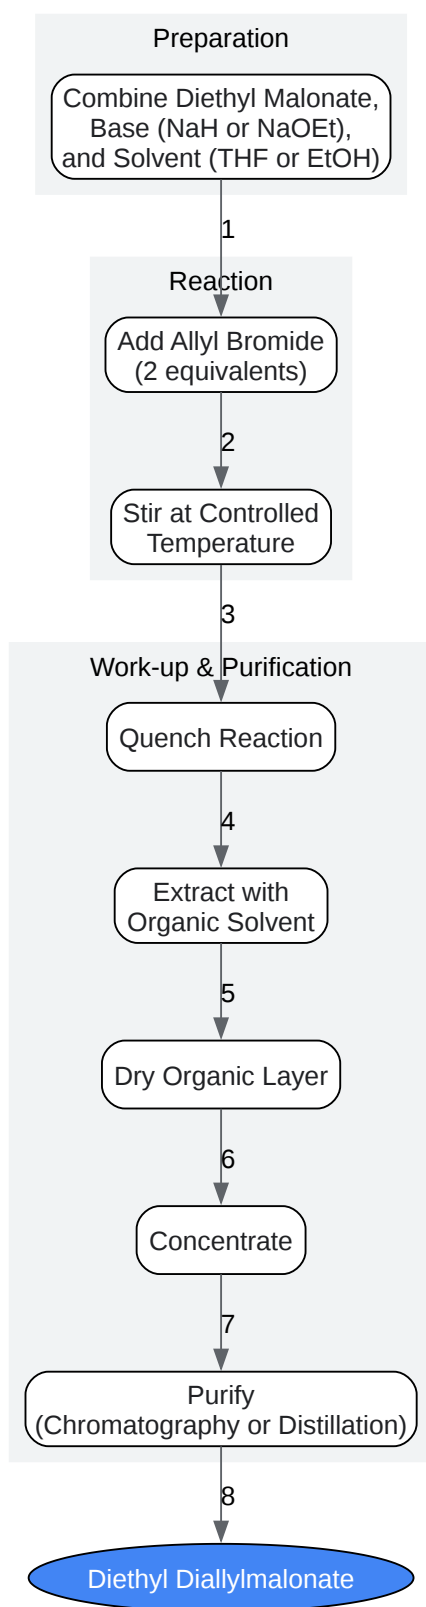 Preparation
Combine Diethyl Malonate,
Base (NaH or NaOEt),
and Solvent (THF or EtOH)
1
Reaction
Add Allyl Bromide
(2 equivalents)
2
Stir at Controlled
Temperature
3
Work-up & Purification
Quench Reaction
4
Extract with
Organic Solvent
5
Dry Organic Layer
6
Concentrate
7
Purify
(Chromatography or Distillation)
8
Diethyl Diallylmalonate